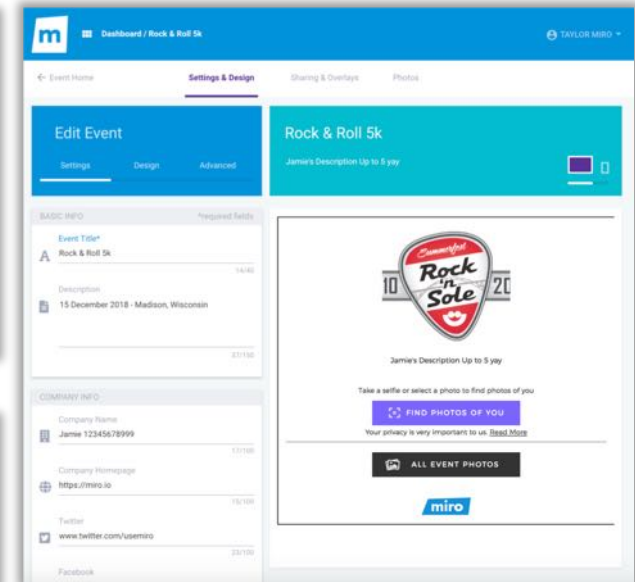 m
Dashboard / Rock & Roll 5k
TAYLOR MIRO
Event Home
Settings & Design
Sharing & Overlays
Photos
Edit Event
Settings
Design
Advanced
Rock & Roll 5k
Jamie's Description Up to 5 yay
BASIC INFO
*required fields
Event Title*
A
Rock & Roll 5k
14/40
Description
15 December 2018 - Madison, Wisconsin
37/150
COMPANY INFO
Company Name
Jamie 12345678999
17/100
Company Homepage
https://miro.io
15/100
Twitter
www.twitter.com/usemiro
23/100
Facebook
Summerfest
Rock
'n
Sole
10
20
Jamie's Description Up to 5 yay
Take a selfie or select a photo to find photos of you
FIND PHOTOS OF YOU
Your privacy is very important to us. Read More
ALL EVENT PHOTOS
miro